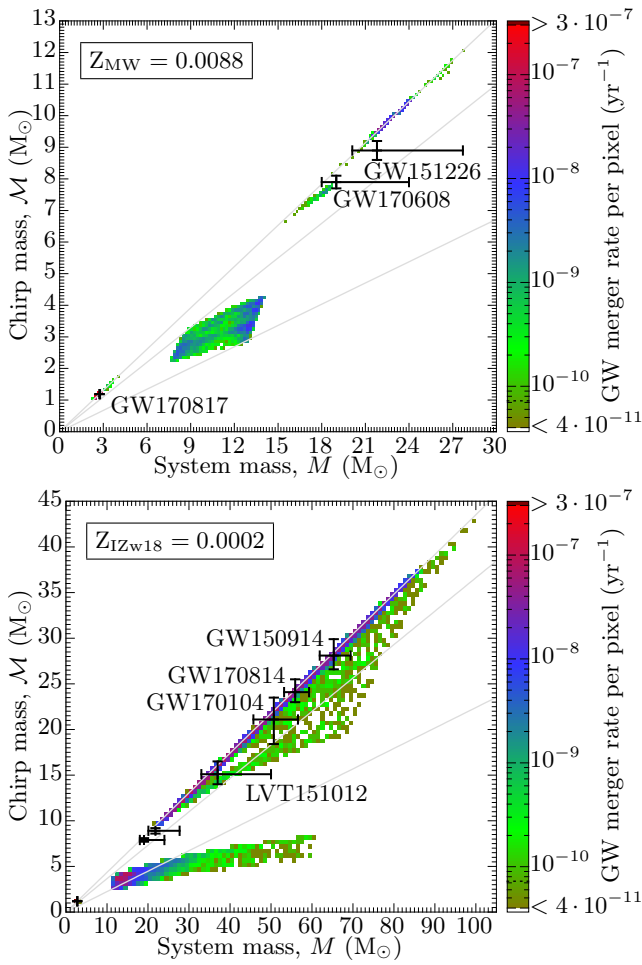 13
12
11
10
9
8
7
6
5
4
3
2
1
0
Z_MW = 0.0088
GW151226
GW170608
GW170817
0 3 6 9 12 15 18 21 24 27 30
System mass, M (M⊙)
Chirp mass, ℳ (M⊙)
> 3·10⁻⁷
10⁻⁷
10⁻⁸
10⁻⁹
10⁻¹⁰
< 4·10⁻¹¹
GW merger rate per pixel (yr⁻¹)
45
40
35
30
25
20
15
10
5
0
Z_IZw18 = 0.0002
GW150914
GW170814
GW170104
LVT151012
0 10 20 30 40 50 60 70 80 90 100
System mass, M (M⊙)
Chirp mass, ℳ (M⊙)
> 3·10⁻⁷
10⁻⁷
10⁻⁸
10⁻⁹
10⁻¹⁰
< 4·10⁻¹¹
GW merger rate per pixel (yr⁻¹)